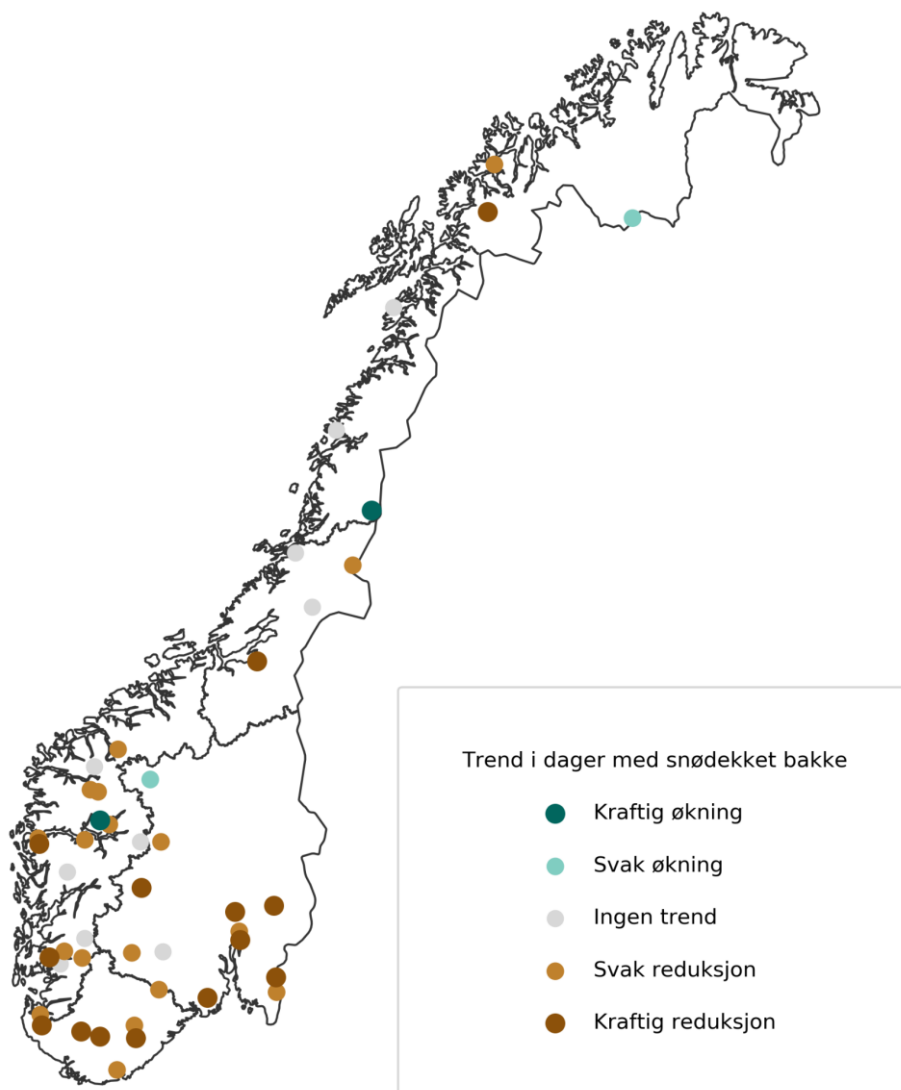 Trend i dager med snødekket bakke
Kraftig økning
Svak økning
Ingen trend
Svak reduksjon
Kraftig reduksjon